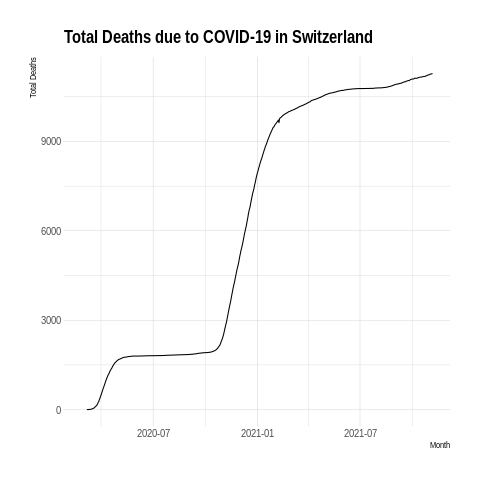 Total Deaths due to COVID-19 in Switzerland
Total Deaths
9000
6000
3000
0
2020-07 2021-01 2021-07
Month